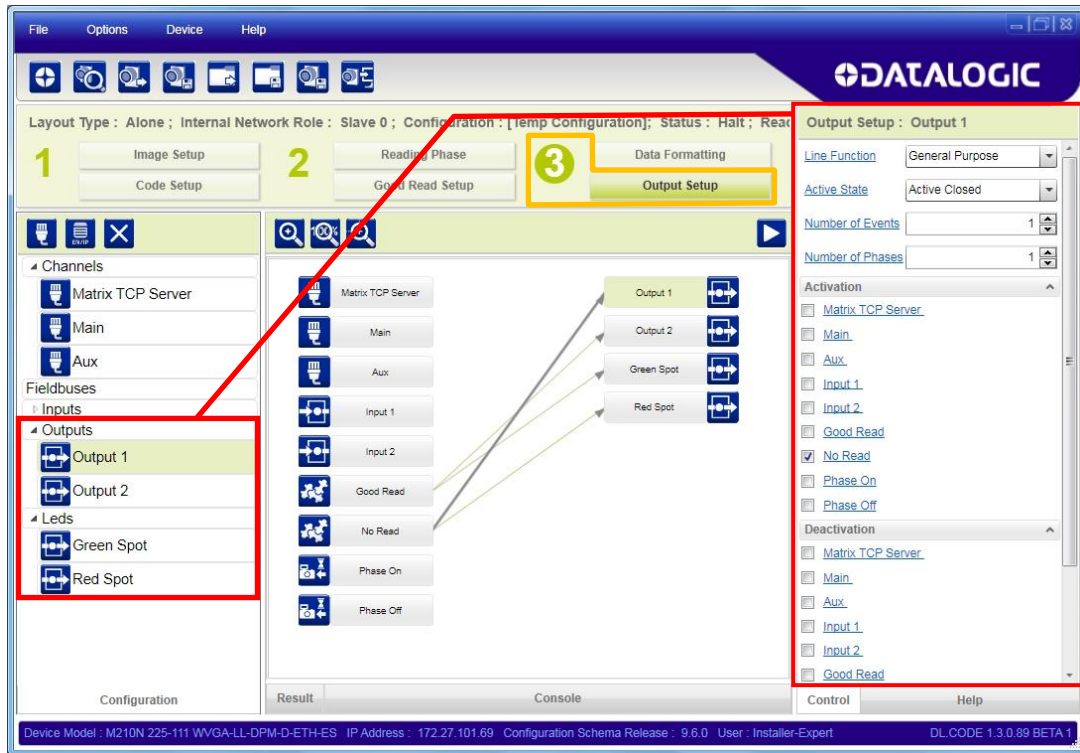 File Options Device Help
DATALOGIC
Layout Type : Alone ; Internal Network Role : Slave 0 ; Configuration : [Temp Configuration]; Status : Halt ; Read
1
Image Setup
Code Setup
2
Reading Phase
Good Read Setup
3
Data Formatting
Output Setup
Channels
Matrix TCP Server
Main
Aux
Fieldbuses
Inputs
Outputs
Output 1
Output 2
Leds
Green Spot
Red Spot
Configuration
Matrix TCP Server
Main
Aux
Input 1
Input 2
Good Read
No Read
Phase On
Phase Off
Output 1
Output 2
Green Spot
Red Spot
Result
Console
Output Setup : Output 1
Line Function General Purpose
Active State Active Closed
Number of Events 1
Number of Phases 1
Activation
Matrix TCP Server
Main
Aux
Input 1
Input 2
Good Read
No Read
Phase On
Phase Off
Deactivation
Matrix TCP Server
Main
Aux
Input 1
Input 2
Good Read
Control Help
Device Model : M210N 225-111 WVGA-LL-DPM-D-ETH-ES IP Address : 172.27.101.69 Configuration Schema Release : 9.6.0 User : Installer-Expert DL.CODE 1.3.0.89 BETA 1